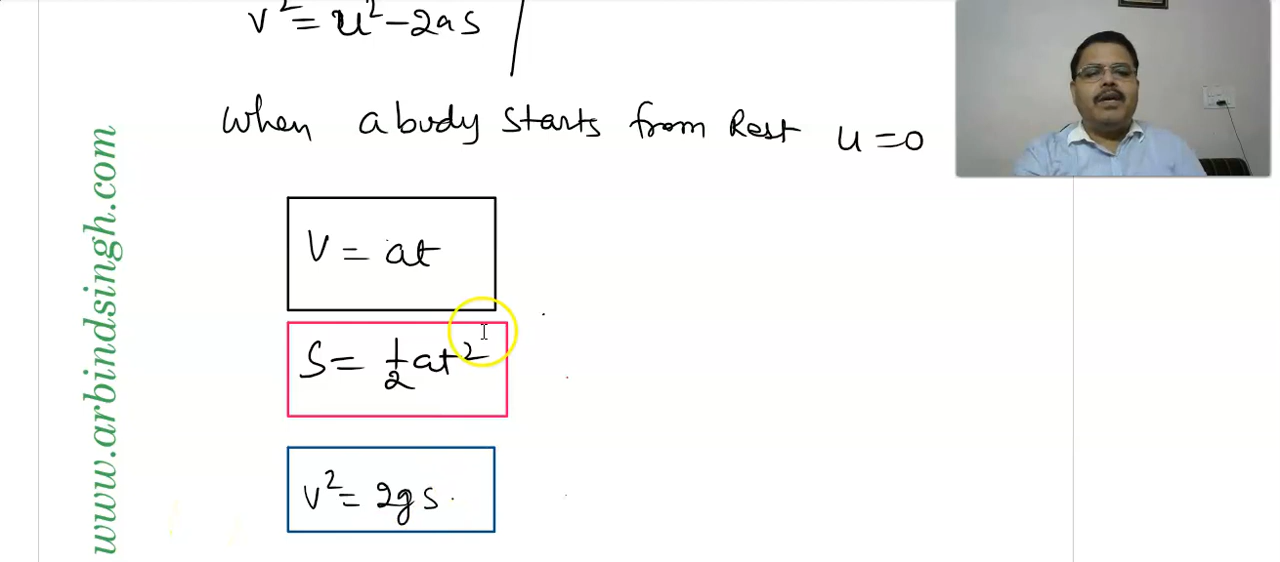 v² = u² - 2as
When a body starts from Rest u = 0
V = at
S = ½at²
v² = 2gs.
www.arbindsingh.com